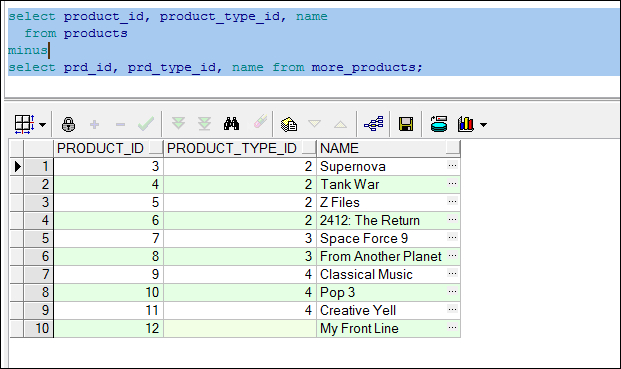 select product_id, product_type_id, name
from products
minus
select prd_id, prd_type_id, name from more_products;
PRODUCT_ID PRODUCT_TYPE_ID NAME
1 3 2 Supernova ...
2 4 2 Tank War ...
3 5 2 Z Files ...
4 6 2 2412: The Return ...
5 7 3 Space Force 9 ...
6 8 3 From Another Planet ...
7 9 4 Classical Music ...
8 10 4 Pop 3 ...
9 11 4 Creative Yell ...
10 12 My Front Line ...